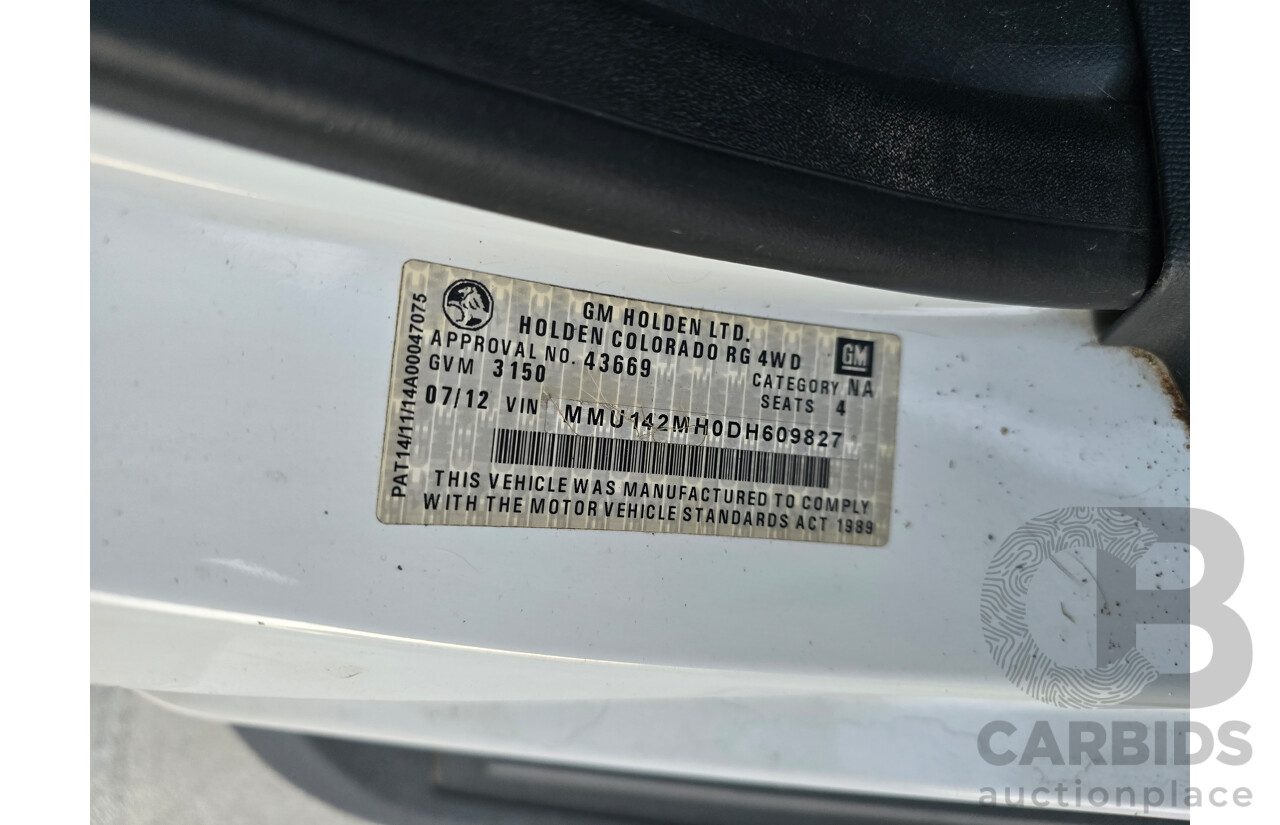 GM HOLDEN LTD.
HOLDEN COLORADO RG 4WD
GM
APPROVAL NO. 43669
CATEGORY NA
GVM 3150
SEATS 4
07/12 VIN MMU142MH0DH609827
THIS VEHICLE WAS MANUFACTURED TO COMPLY
WITH THE MOTOR VEHICLE STANDARDS ACT 1989
PAT14/11/14A00047075
CB
CARBIDS
auctionplace